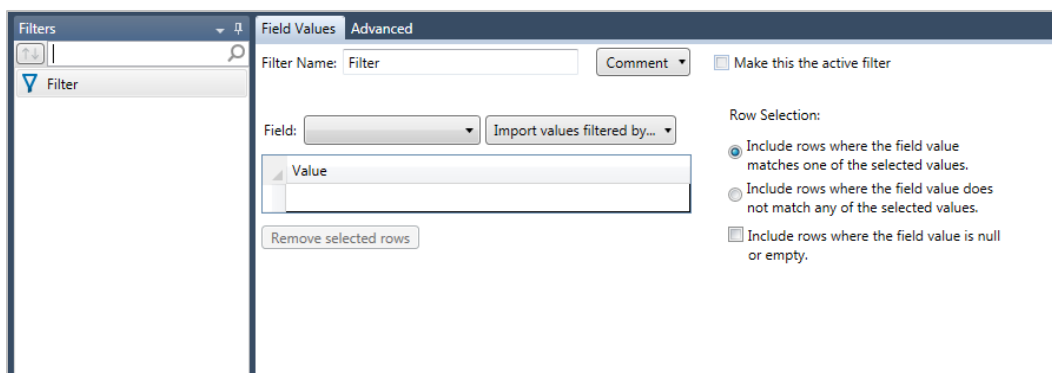 Filters
Filter
Field Values
Advanced
Filter Name:
Filter
Comment
Make this the active filter
Field:
Import values filtered by...
Value
Remove selected rows
Row Selection:
Include rows where the field value
matches one of the selected values.
Include rows where the field value does
not match any of the selected values.
Include rows where the field value is null
or empty.